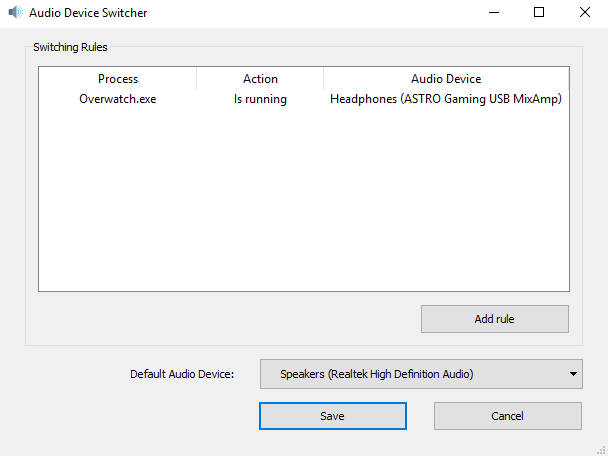 Audio Device Switcher
Switching Rules
Process Action Audio Device
Overwatch.exe Is running Headphones (ASTRO Gaming USB MixAmp)
Add rule
Default Audio Device: Speakers (Realtek High Definition Audio)
Save Cancel